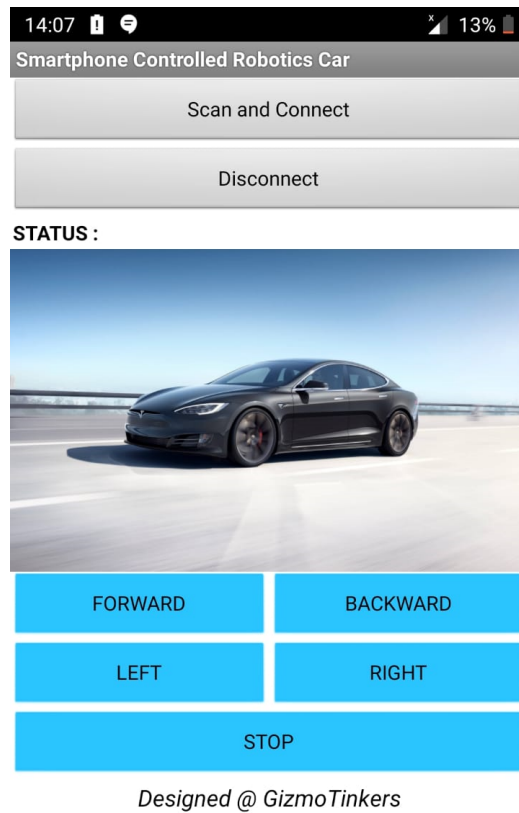 14:07 13%
Smartphone Controlled Robotics Car
Scan and Connect
Disconnect
STATUS :
FORWARD BACKWARD
LEFT RIGHT
STOP
Designed @ GizmoTinkers